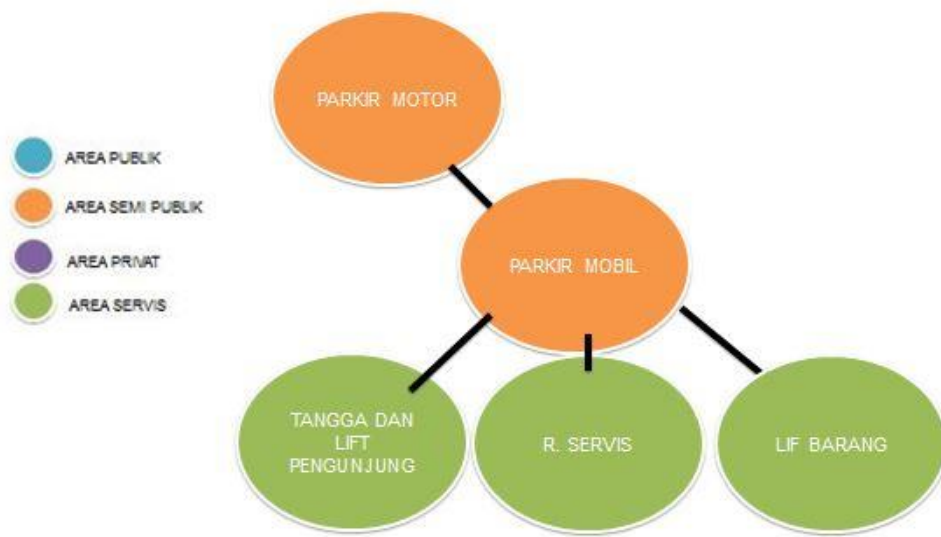 PARKIR MOTOR
AREA PUBLIK
AREA SEMI PUBLIK
AREA PRIVAT
AREA SERVIS
PARKIR MOBIL
TANGGA DAN
LIFT
PENGUNJUNG
R. SERVIS
LIF BARANG